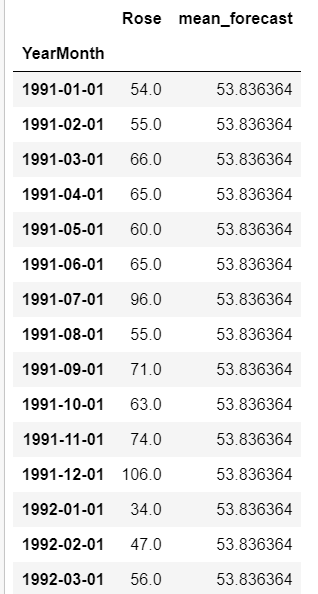 Rose mean_forecast
YearMonth
1991-01-01 54.0 53.836364
1991-02-01 55.0 53.836364
1991-03-01 66.0 53.836364
1991-04-01 65.0 53.836364
1991-05-01 60.0 53.836364
1991-06-01 65.0 53.836364
1991-07-01 96.0 53.836364
1991-08-01 55.0 53.836364
1991-09-01 71.0 53.836364
1991-10-01 63.0 53.836364
1991-11-01 74.0 53.836364
1991-12-01 106.0 53.836364
1992-01-01 34.0 53.836364
1992-02-01 47.0 53.836364
1992-03-01 56.0 53.836364